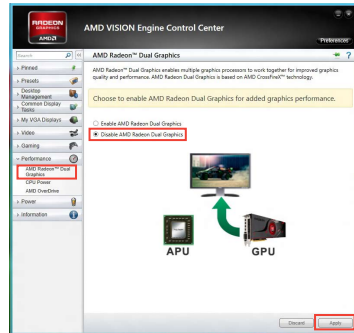 RADEON
GRAPHICS
AMD
AMD VISION Engine Control Center
Preferences
Search
Pinned
Presets
Desktop
Management
Common Display
Tasks
My VGA Displays
Video
Gaming
Performance
AMD Radeon™ Dual
Graphics
CPU Power
AMD OverDrive
Power
Information
AMD Radeon™ Dual Graphics
?
AMD Radeon™ Dual Graphics enables multiple graphics processors to work together for improved graphics
quality and performance. AMD Radeon Dual Graphics is based on AMD CrossFireX™ technology.
Choose to enable AMD Radeon Dual Graphics for added graphics performance.
Enable AMD Radeon Dual Graphics
Disable AMD Radeon Dual Graphics
APU
GPU
Discard
Apply